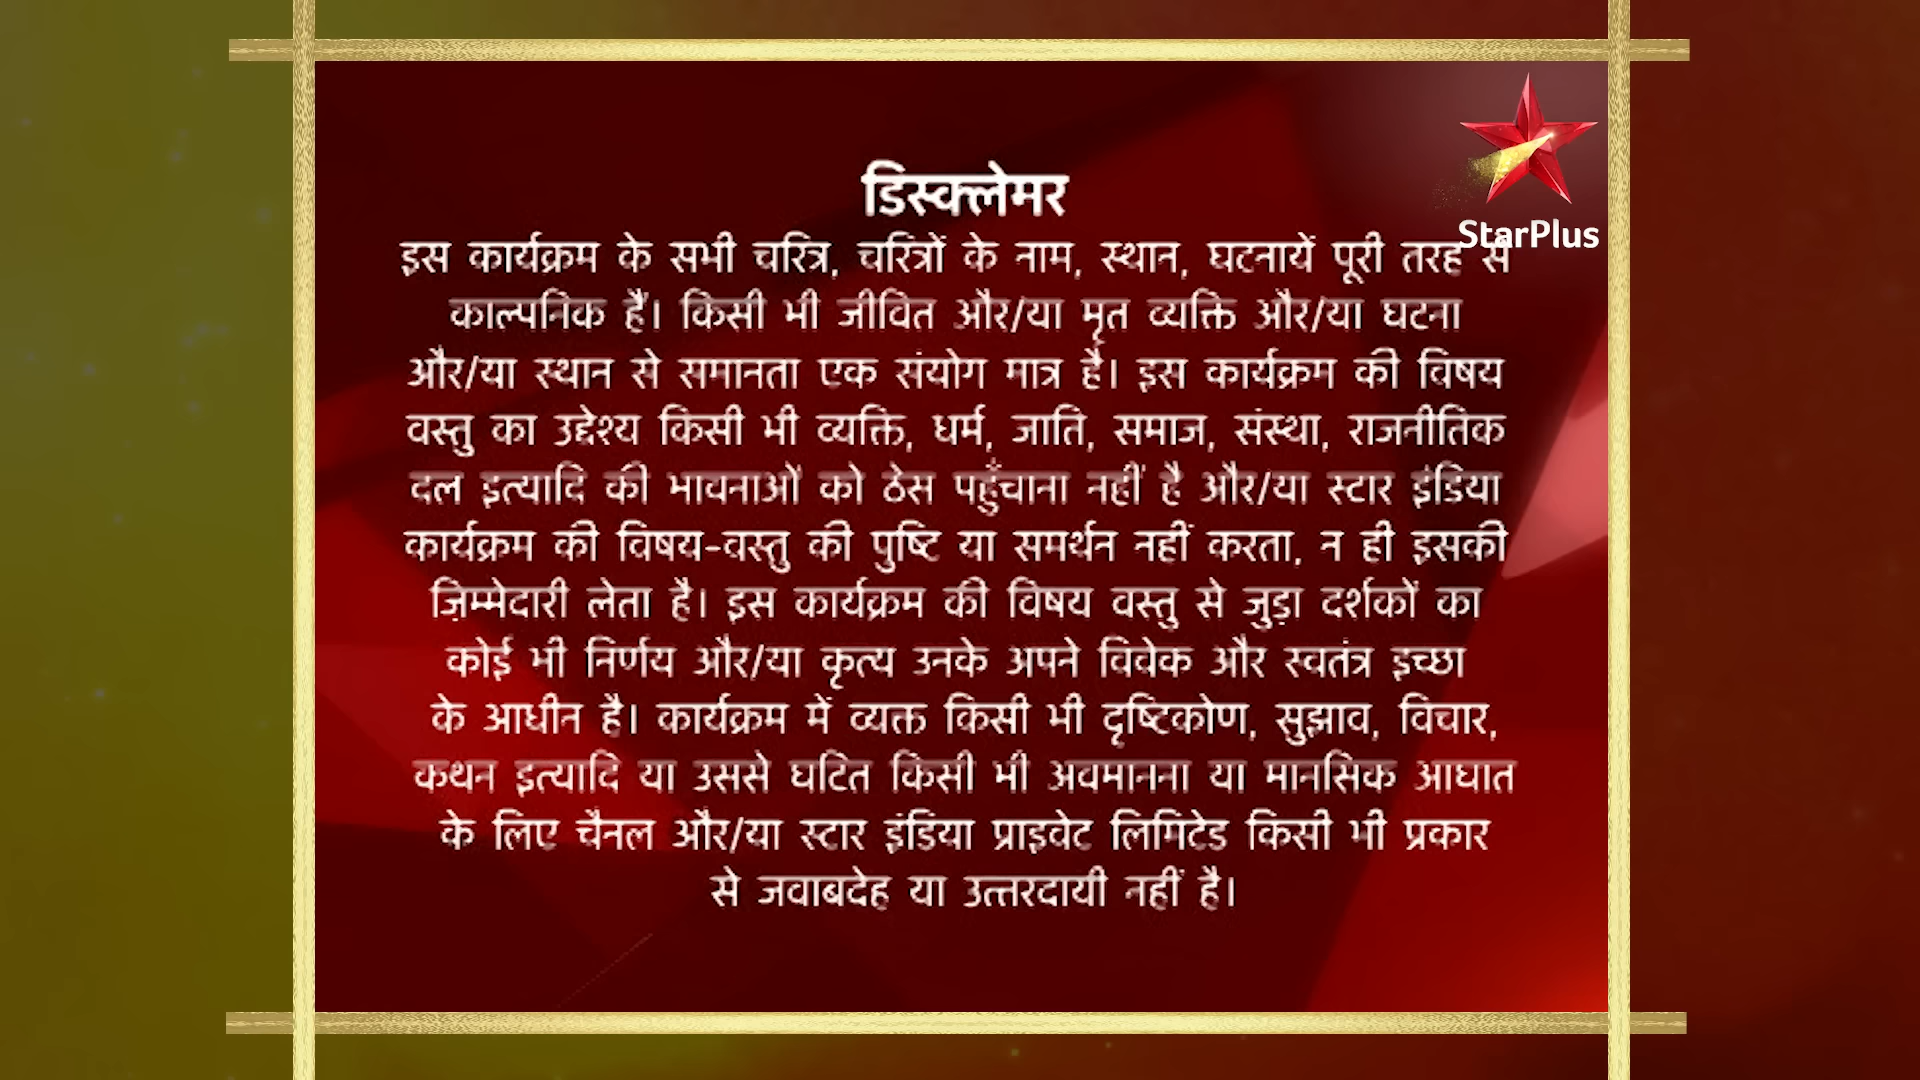 StarPlus
डिस्क्लेमर
इस कार्यक्रम के सभी चरित्र, चरित्रों के नाम, स्थान, घटनायें पूरी तरह से
काल्पनिक हैं। किसी भी जीवित और/या मृत व्यक्ति और/या घटना
और/या स्थान से समानता एक संयोग मात्र है। इस कार्यक्रम की विषय
वस्तु का उद्देश्य किसी भी व्यक्ति, धर्म, जाति, समाज, संस्था, राजनीतिक
दल इत्यादि की भावनाओं को ठेस पहुँचाना नहीं है और/या स्टार इंडिया
कार्यक्रम की विषय-वस्तु की पुष्टि या समर्थन नहीं करता, न ही इसकी
ज़िम्मेदारी लेता है। इस कार्यक्रम की विषय वस्तु से जुड़ा दर्शकों का
कोई भी निर्णय और/या कृत्य उनके अपने विवेक और स्वतंत्र इच्छा
के आधीन है। कार्यक्रम में व्यक्त किसी भी दृष्टिकोण, सुझाव, विचार,
कथन इत्यादि या उससे घटित किसी भी अवमानना या मानसिक आघात
के लिए चैनल और/या स्टार इंडिया प्राइवेट लिमिटेड किसी भी प्रकार
से जवाबदेह या उत्तरदायी नहीं है।